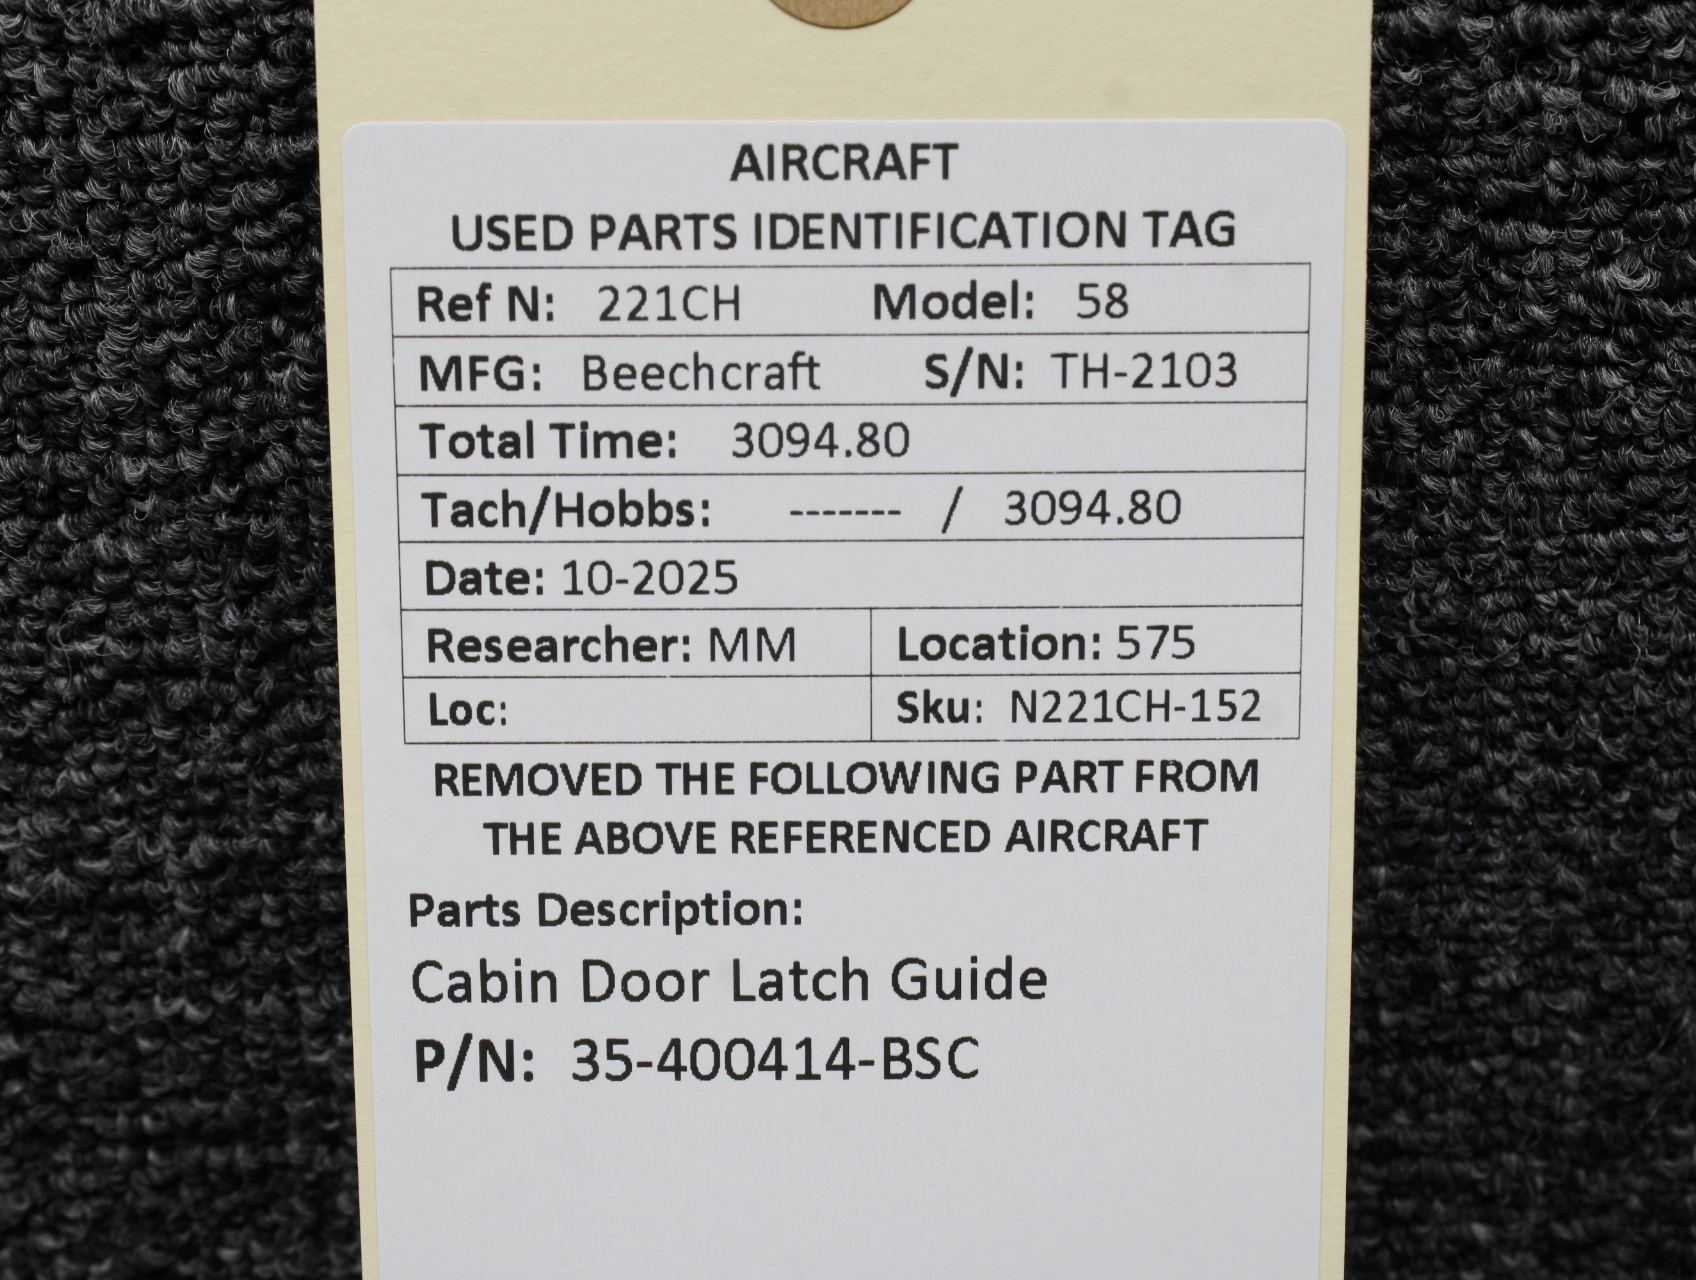 AIRCRAFT
USED PARTS IDENTIFICATION TAG
Ref N: 221CH Model: 58
MFG: Beechcraft S/N: TH-2103
Total Time: 3094.80
Tach/Hobbs: ------- / 3094.80
Date: 10-2025
Researcher: MM Location: 575
Loc: Sku: N221CH-152
REMOVED THE FOLLOWING PART FROM
THE ABOVE REFERENCED AIRCRAFT
Parts Description:
Cabin Door Latch Guide
P/N: 35-400414-BSC